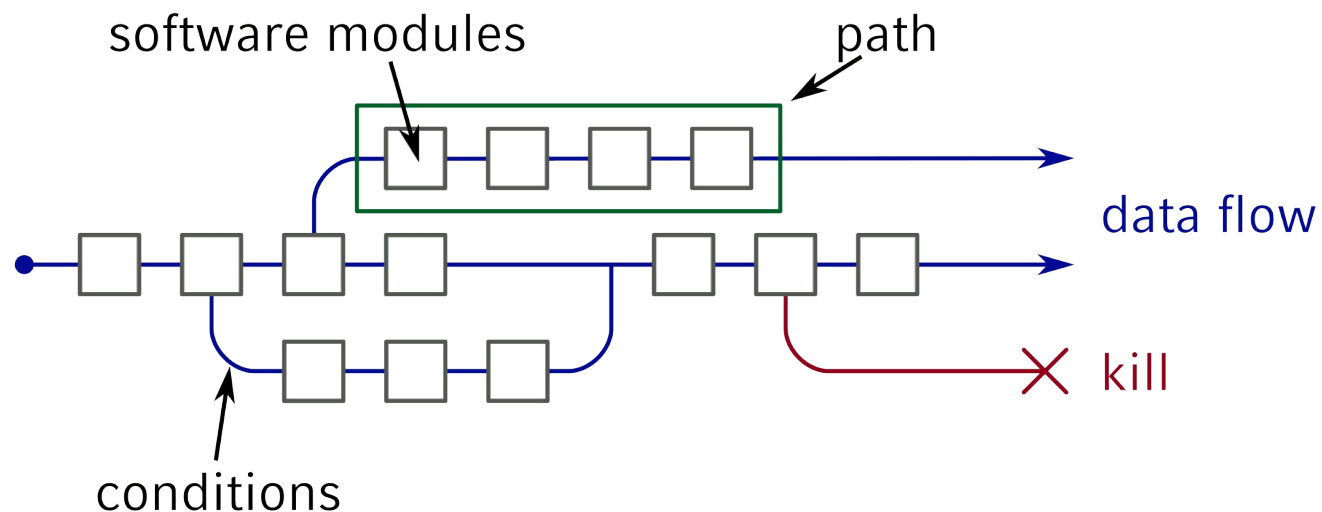 software modules
path
data flow
kill
conditions